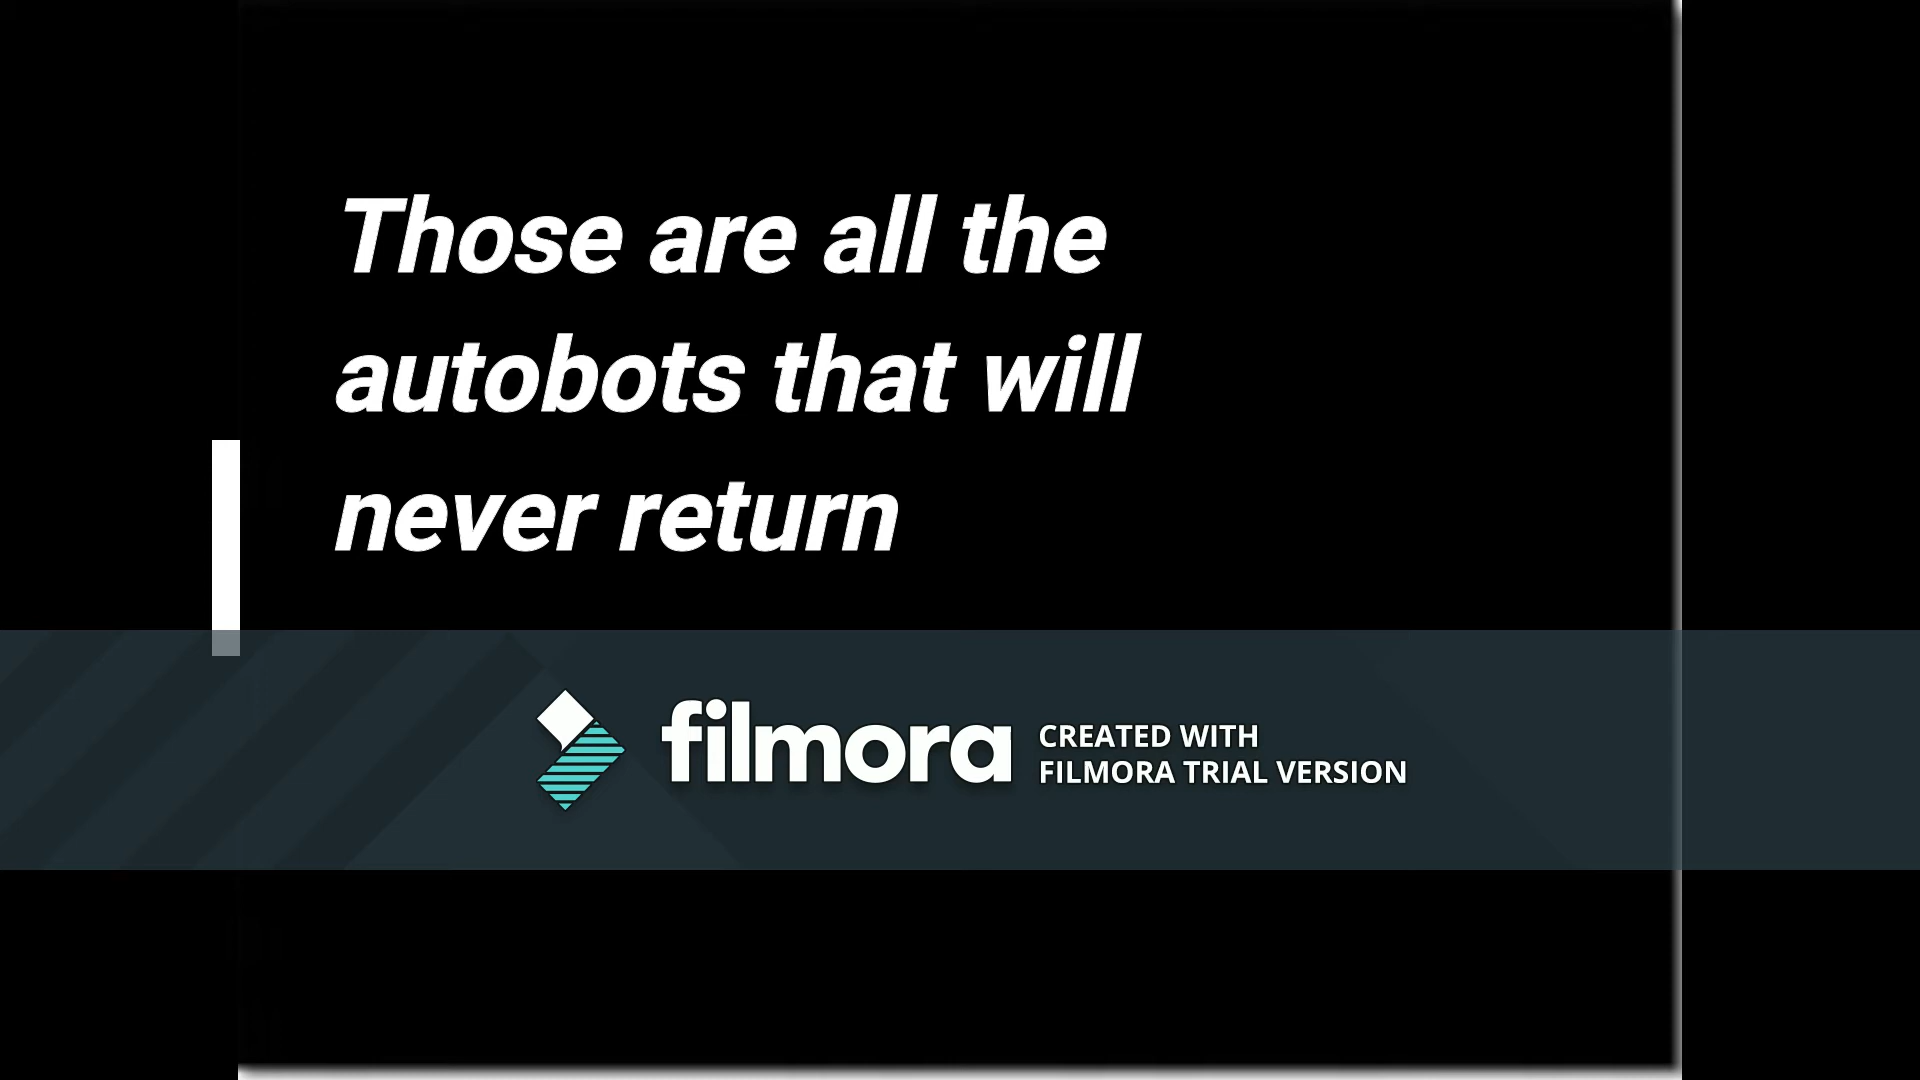 Those are all the
autobots that will
never return
filmora
CREATED WITH
FILMORA TRIAL VERSION